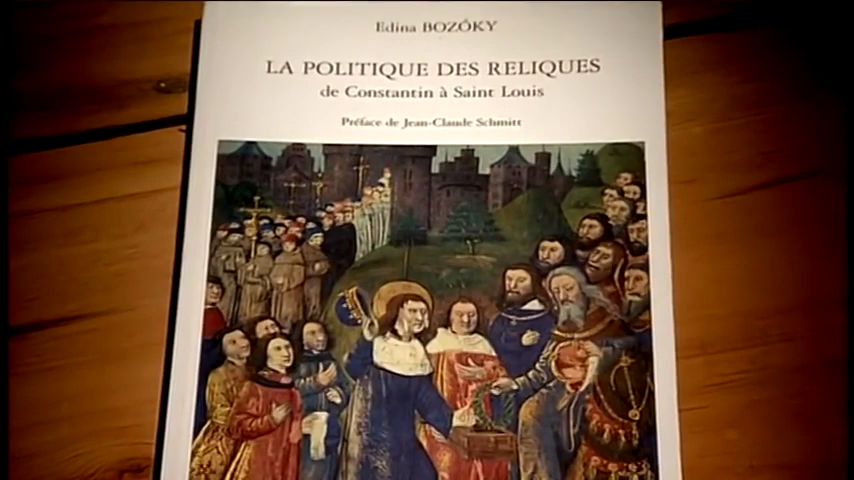 Edina BOZÓKY
LA POLITIQUE DES RELIQUES
de Constantin à Saint Louis
Préface de Jean-Claude Schmitt